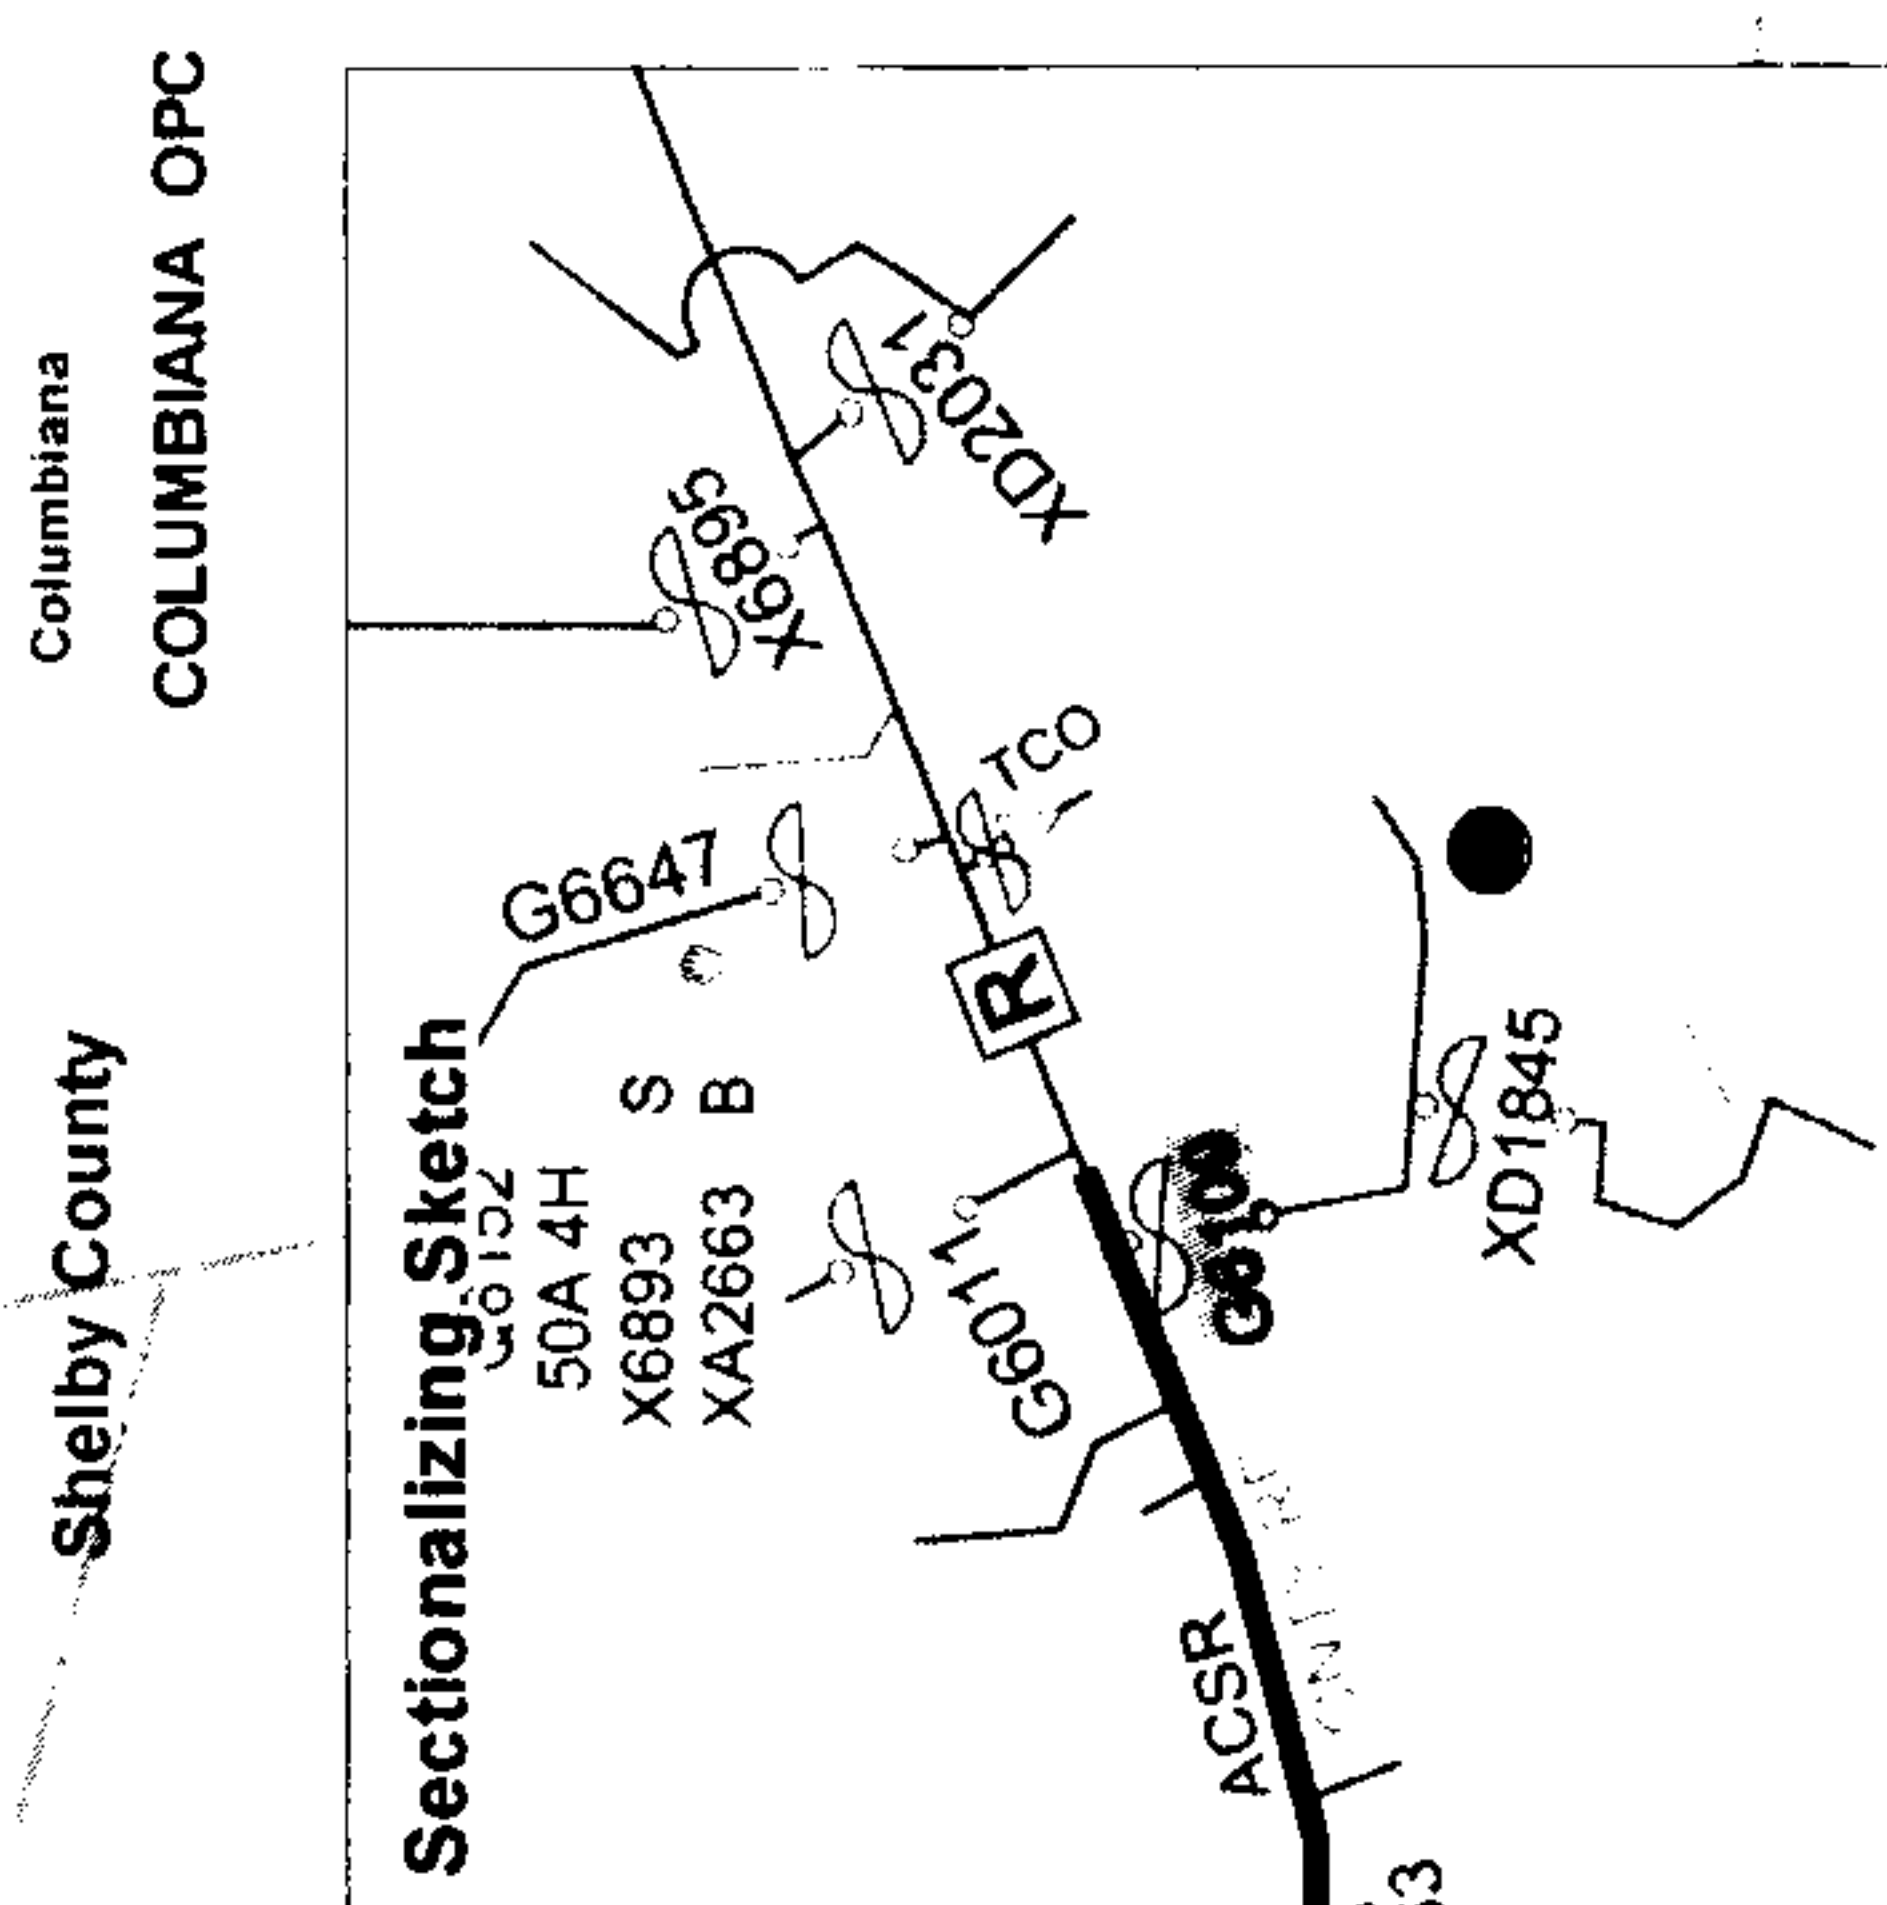 Shelby County
Columbiana
COLUMBIANA OPC
Sectionalizing Sketch
50A 4H
X6893 S
XA2663 B
G6647
X6895
XD2031
TCO
R
G6011
XD1845
ACSR